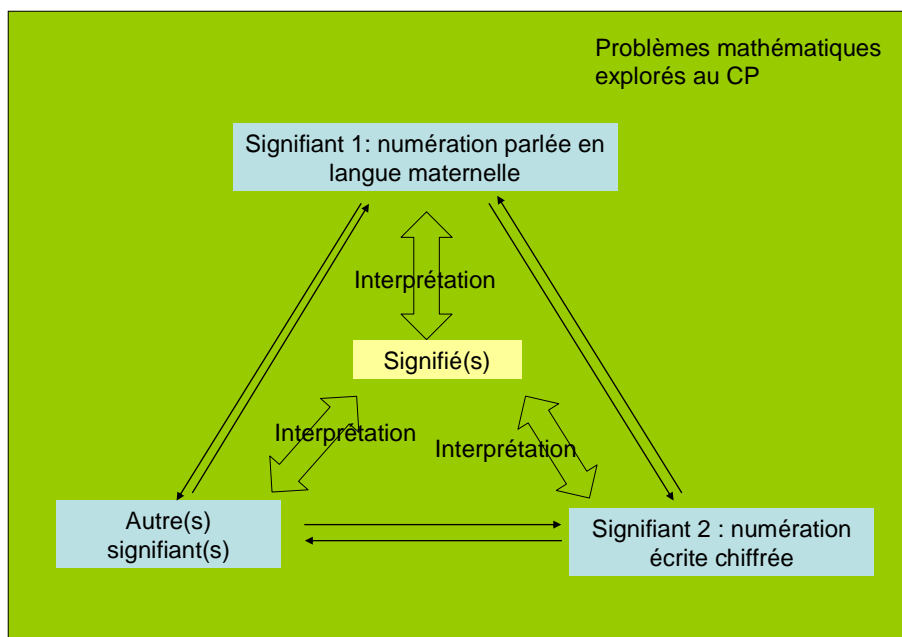 Problèmes mathématiques
explorés au CP
Signifiant 1: numération parlée en
langue maternelle
Interprétation
Signifié(s)
Interprétation
Interprétation
Autre(s)
signifiant(s)
Signifiant 2 : numération
écrite chiffrée